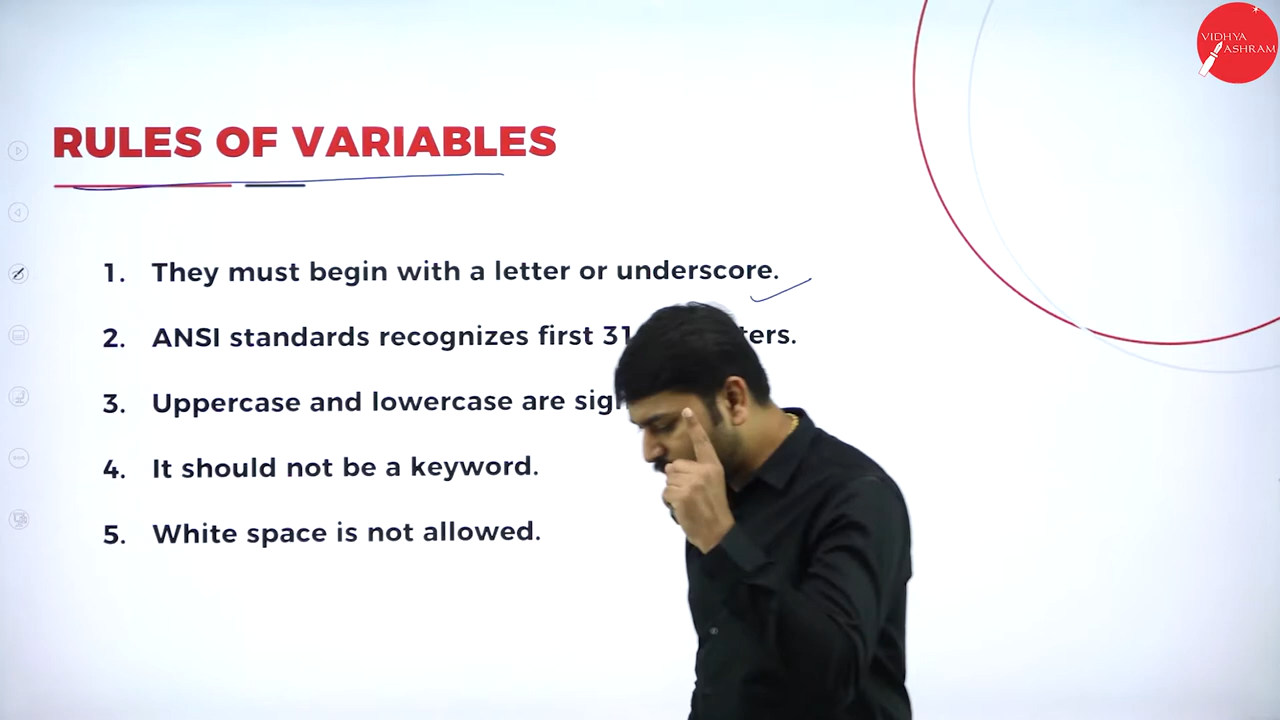 VIDHYA
ASHRAM
RULES OF VARIABLES
1. They must begin with a letter or underscore.
2. ANSI standards recognizes first 31
3. Uppercase and lowercase are
4. It should not be a keyword.
5. White space is not allowed.